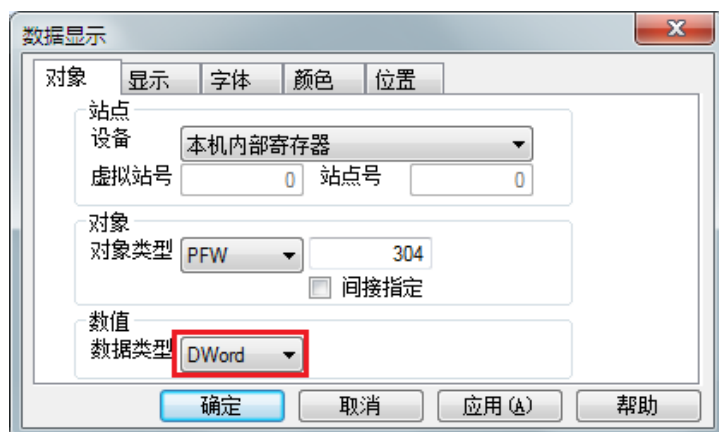 数据显示
对象 显示 字体 颜色 位置
站点
设备 本机内部寄存器
虚拟站号 0 站点号 0
对象
对象类型 PFW 304
间接指定
数值
数据类型 DWord
确定 取消 应用(A) 帮助